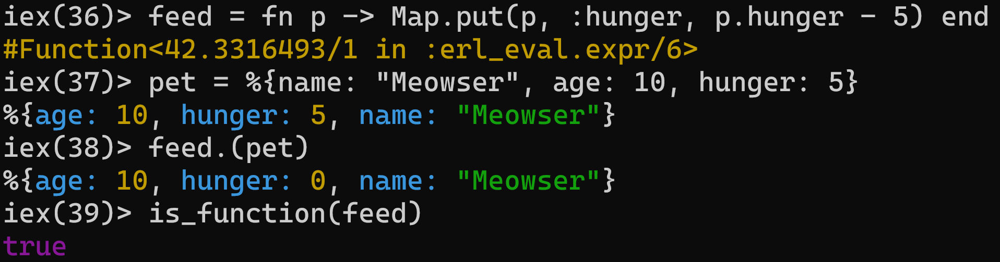 iex(36)> feed = fn p -> Map.put(p, :hunger, p.hunger - 5) end
#Function<42.3316493/1 in :erl_eval.expr/6>
iex(37)> pet = %{name: "Meowser", age: 10, hunger: 5}
%{age: 10, hunger: 5, name: "Meowser"}
iex(38)> feed.(pet)
%{age: 10, hunger: 0, name: "Meowser"}
iex(39)> is_function(feed)
true